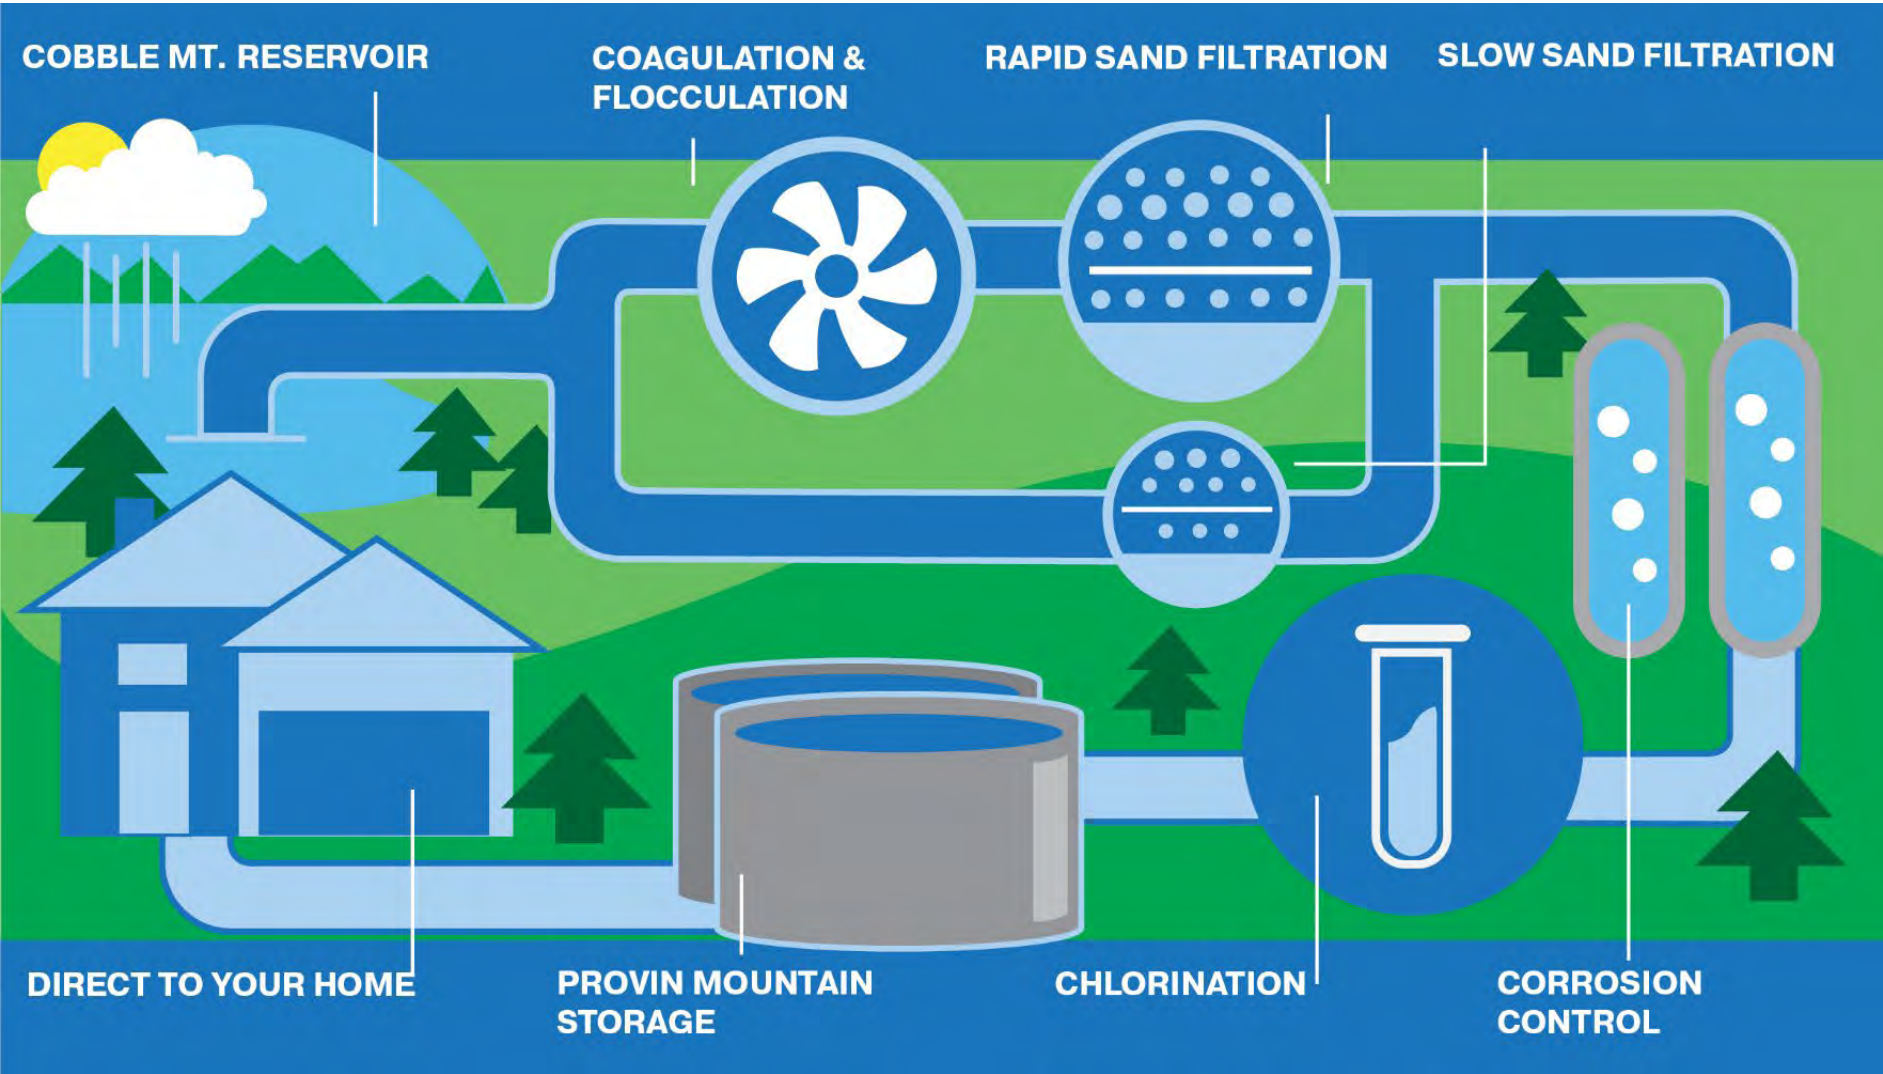 COBBLE MT. RESERVOIR
COAGULATION &
FLOCCULATION
RAPID SAND FILTRATION
SLOW SAND FILTRATION
DIRECT TO YOUR HOME
PROVIN MOUNTAIN
STORAGE
CHLORINATION
CORROSION
CONTROL